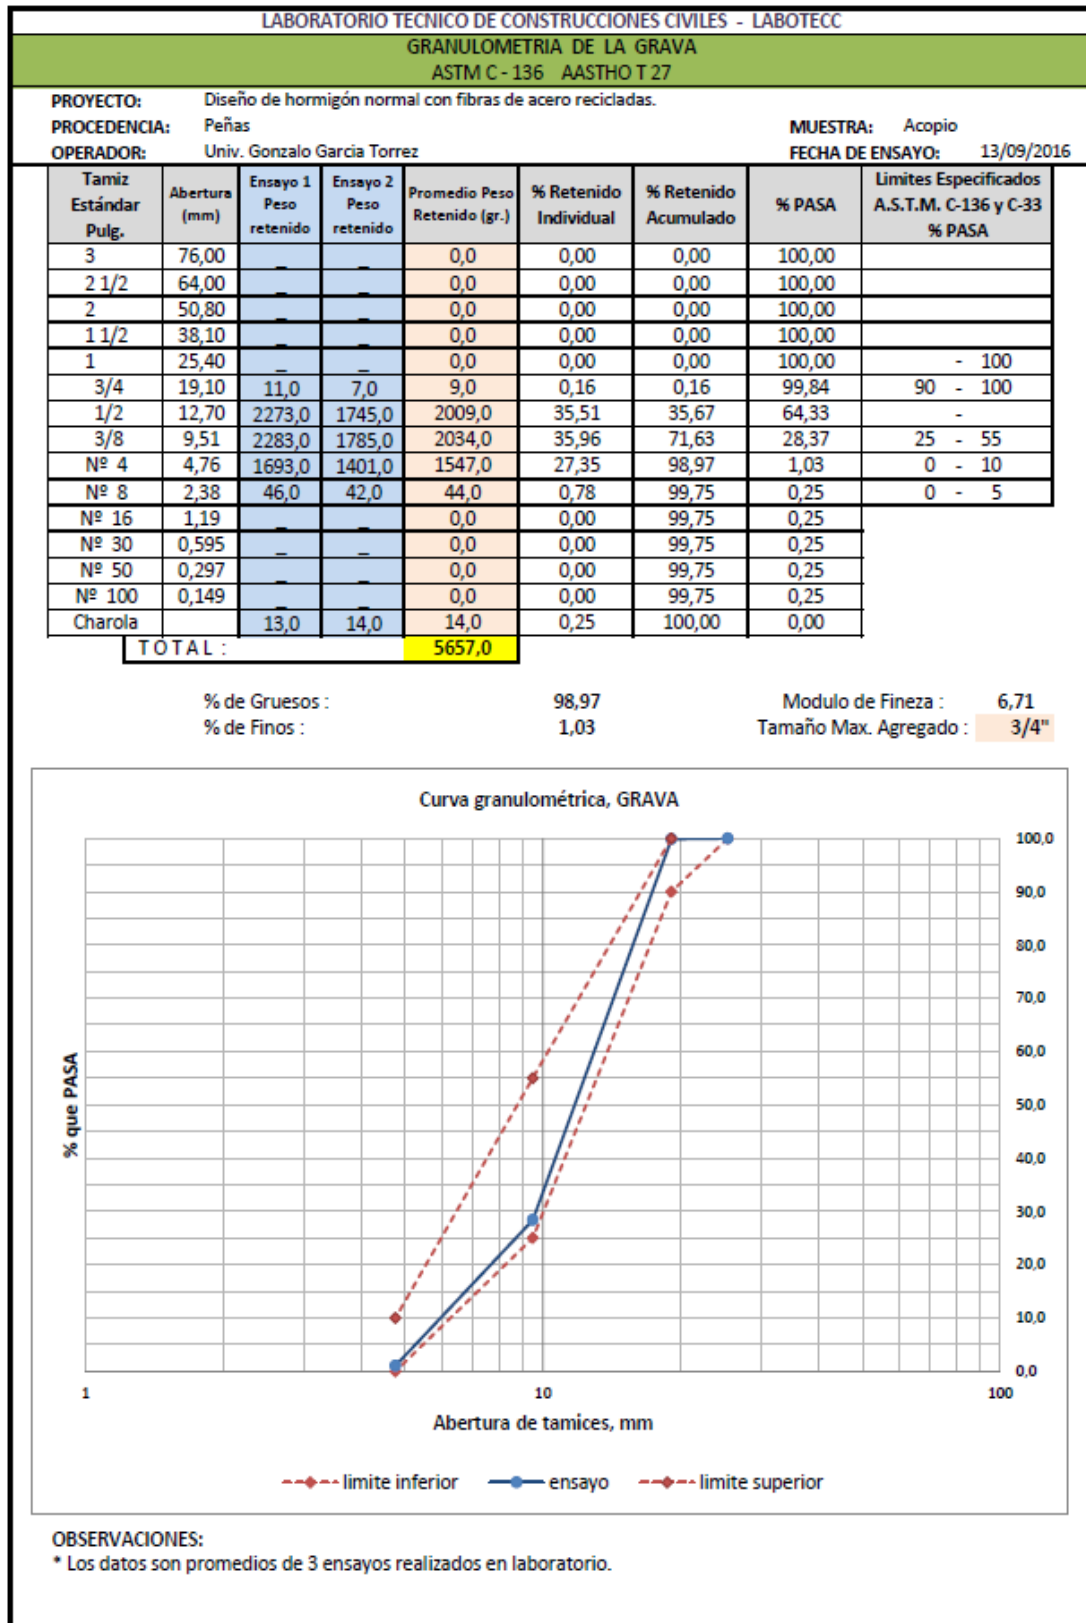 LABORATORIO TECNICO DE CONSTRUCCIONES CIVILES - LABOTECC
GRANULOMETRIA DE LA GRAVA
ASTM C - 136 AASTHO T 27
PROYECTO: Diseño de hormigón normal con fibras de acero recicladas.
PROCEDENCIA: Peñas MUESTRA: Acopio
OPERADOR: Univ. Gonzalo Garcia Torrez FECHA DE ENSAYO: 13/09/2016
Tamiz Estándar Pulg. Abertura (mm) Ensayo 1 Peso retenido Ensayo 2 Peso retenido Promedio Peso Retenido (gr.) % Retenido Individual % Retenido Acumulado % PASA Limites Especificados A.S.T.M. C-136 y C-33 % PASA
3 76,00 _ _ 0,0 0,00 0,00 100,00
2 1/2 64,00 _ _ 0,0 0,00 0,00 100,00
2 50,80 _ _ 0,0 0,00 0,00 100,00
1 1/2 38,10 _ _ 0,0 0,00 0,00 100,00
1 25,40 _ _ 0,0 0,00 0,00 100,00 - 100
3/4 19,10 11,0 7,0 9,0 0,16 0,16 99,84 90 - 100
1/2 12,70 2273,0 1745,0 2009,0 35,51 35,67 64,33 -
3/8 9,51 2283,0 1785,0 2034,0 35,96 71,63 28,37 25 - 55
Nº 4 4,76 1693,0 1401,0 1547,0 27,35 98,97 1,03 0 - 10
Nº 8 2,38 46,0 42,0 44,0 0,78 99,75 0,25 0 - 5
Nº 16 1,19 _ _ 0,0 0,00 99,75 0,25
Nº 30 0,595 _ _ 0,0 0,00 99,75 0,25
Nº 50 0,297 _ _ 0,0 0,00 99,75 0,25
Nº 100 0,149 _ _ 0,0 0,00 99,75 0,25
Charola 13,0 14,0 14,0 0,25 100,00 0,00
T O T A L : 5657,0
% de Gruesos : 98,97 Modulo de Fineza : 6,71
% de Finos : 1,03 Tamaño Max. Agregado : 3/4"
Curva granulométrica, GRAVA
100,0
90,0
80,0
70,0
60,0
50,0
40,0
30,0
20,0
10,0
0,0
% que PASA
1 10 100
Abertura de tamices, mm
limite inferior ensayo limite superior
OBSERVACIONES:
* Los datos son promedios de 3 ensayos realizados en laboratorio.